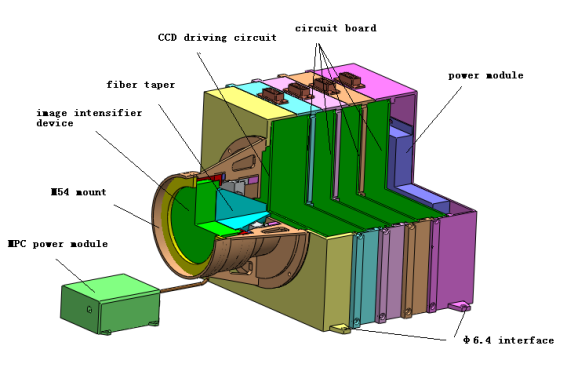 circuit board
CCD driving circuit
power module
fiber taper
image intensifier
device
M54 mount
MPC power module
Φ6.4 interface